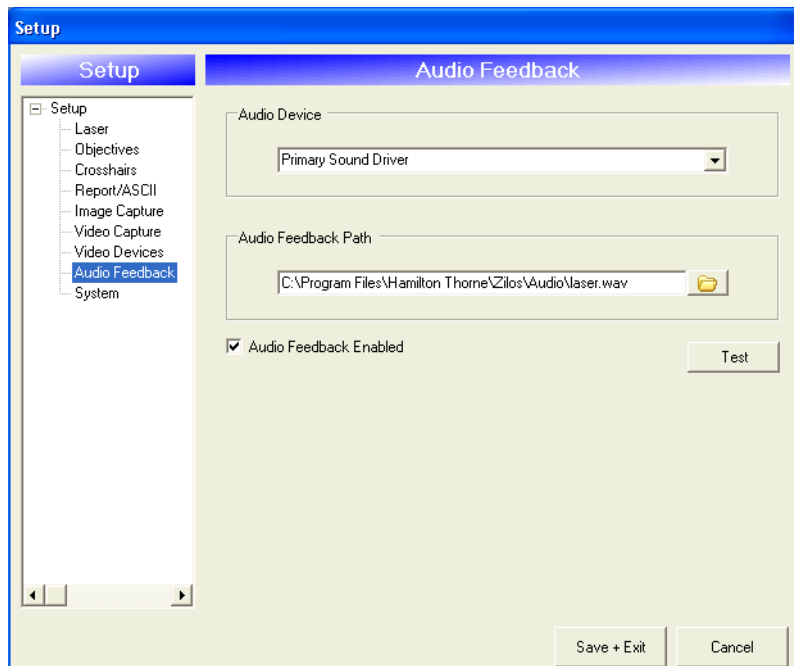 Setup
Setup
Audio Feedback
Setup
Laser
Objectives
Crosshairs
Report/ASCII
Image Capture
Video Capture
Video Devices
Audio Feedback
System
Audio Device
Primary Sound Driver
Audio Feedback Path
C:\Program Files\Hamilton Thorne\Zilos\Audio\laser.wav
Audio Feedback Enabled
Test
Save + Exit
Cancel